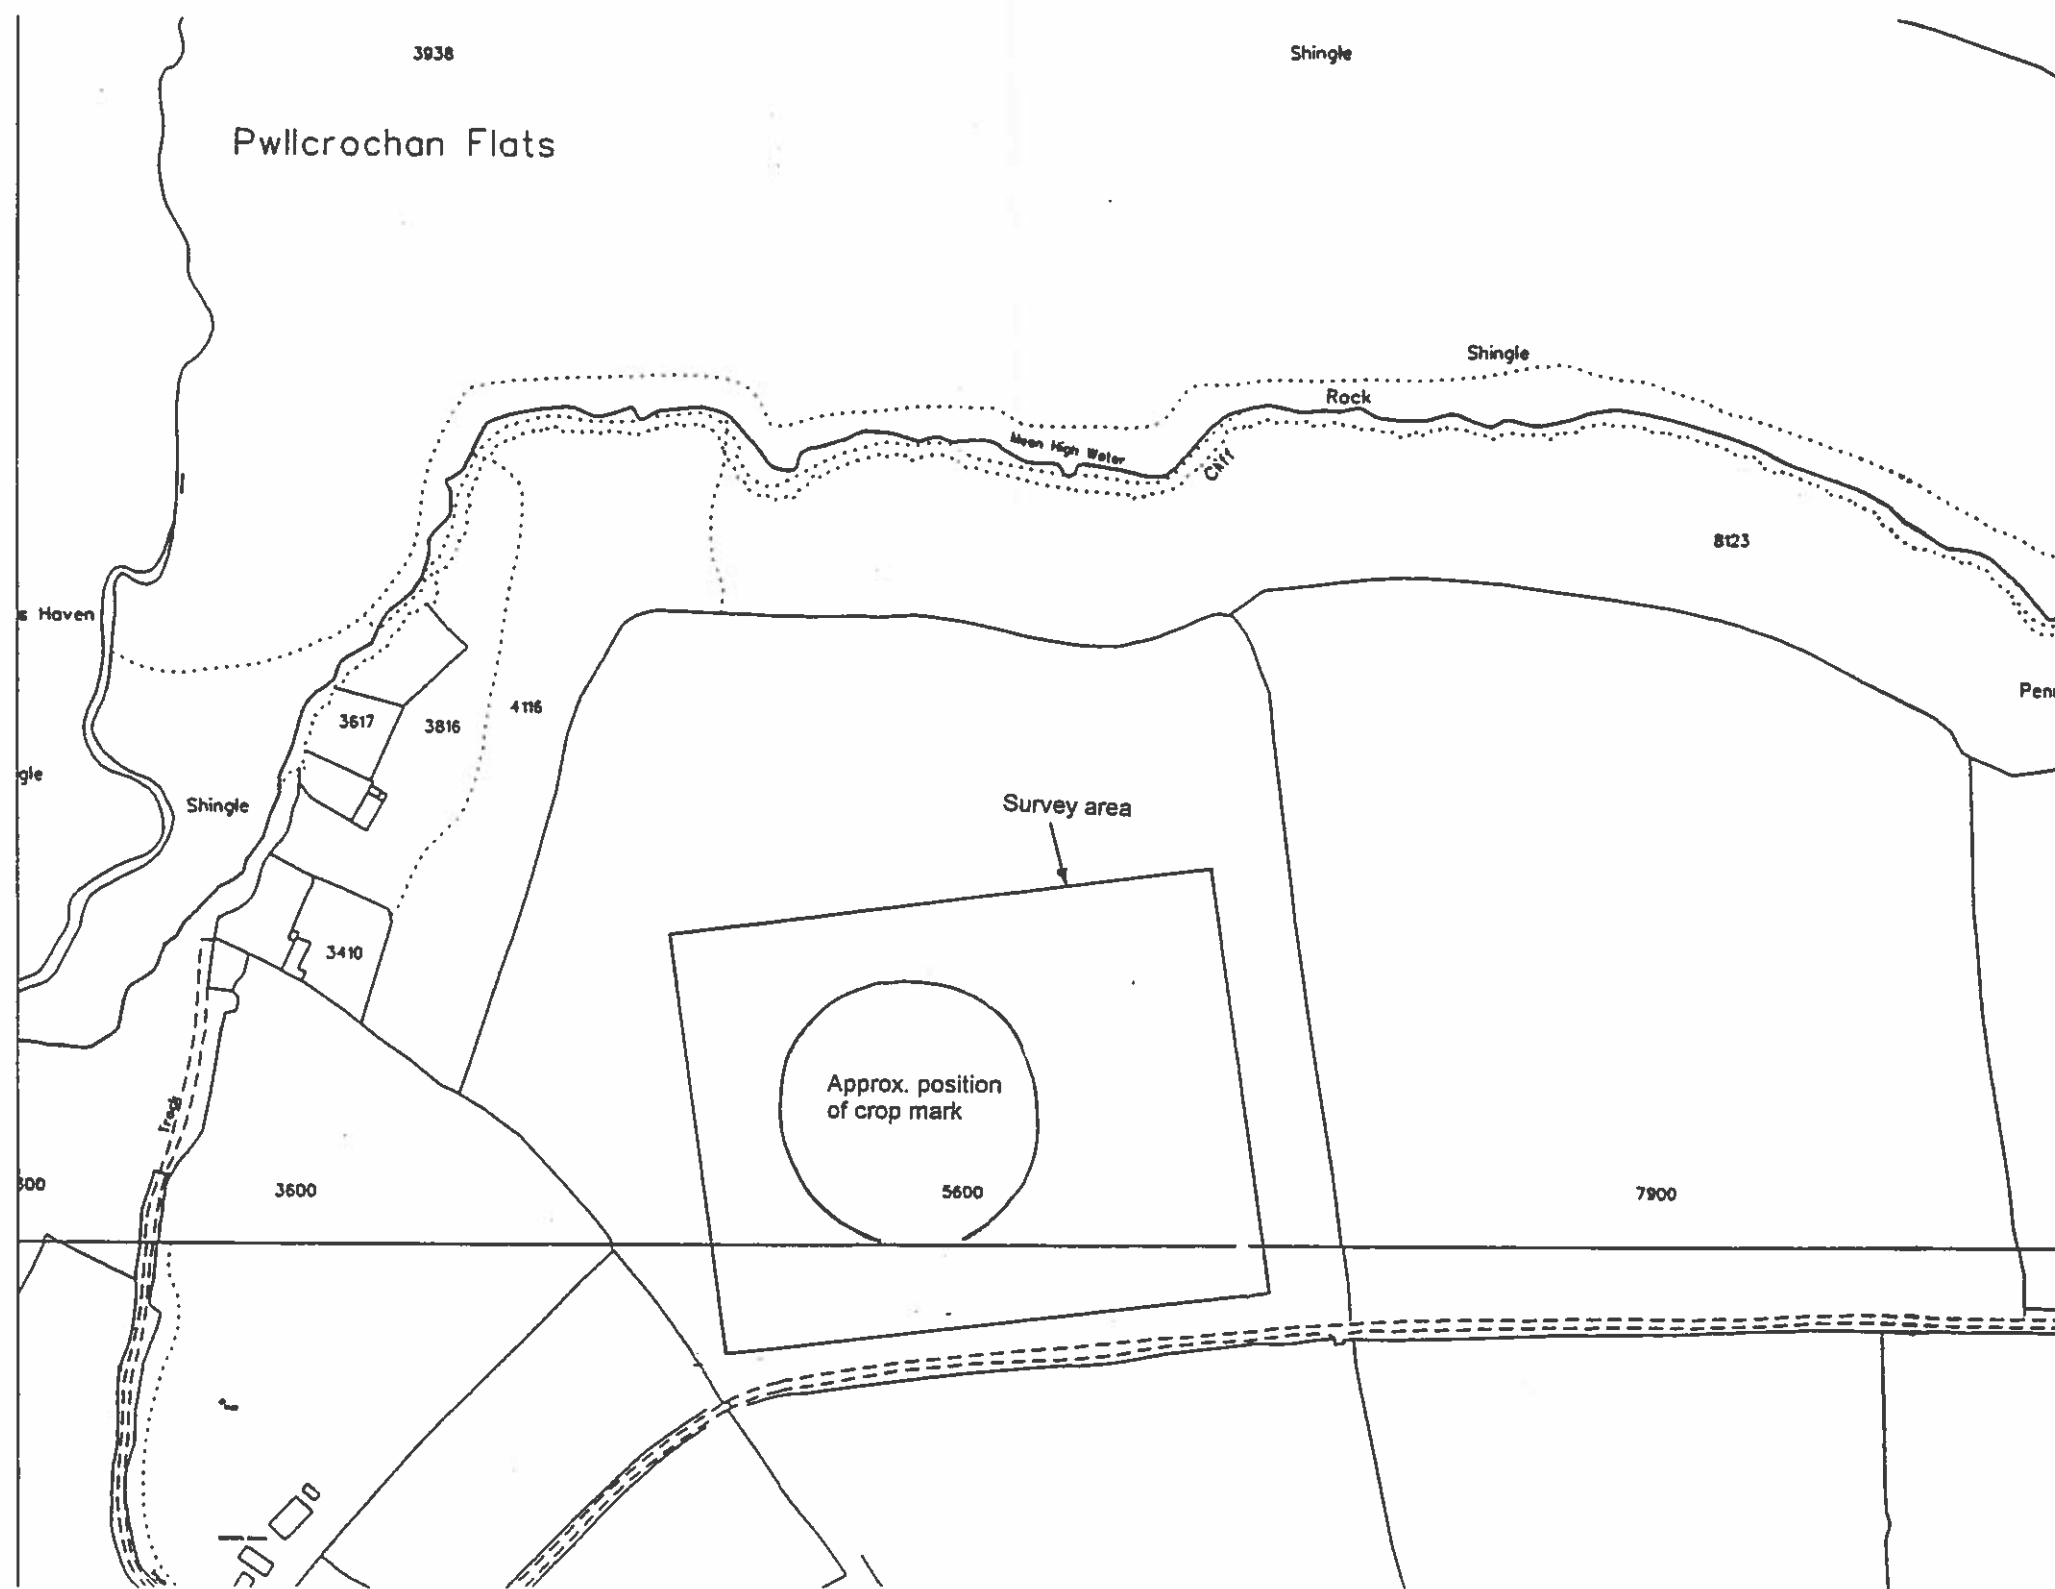 3938
Shingle
Pwllcrochan Flats
Shingle
Rock
Mean High Water
Cliff
8123
s Haven
Pen
4116
3617
3816
gle
Shingle
Survey area
3410
Approx. position
of crop mark
Track
300
3600
5600
7900